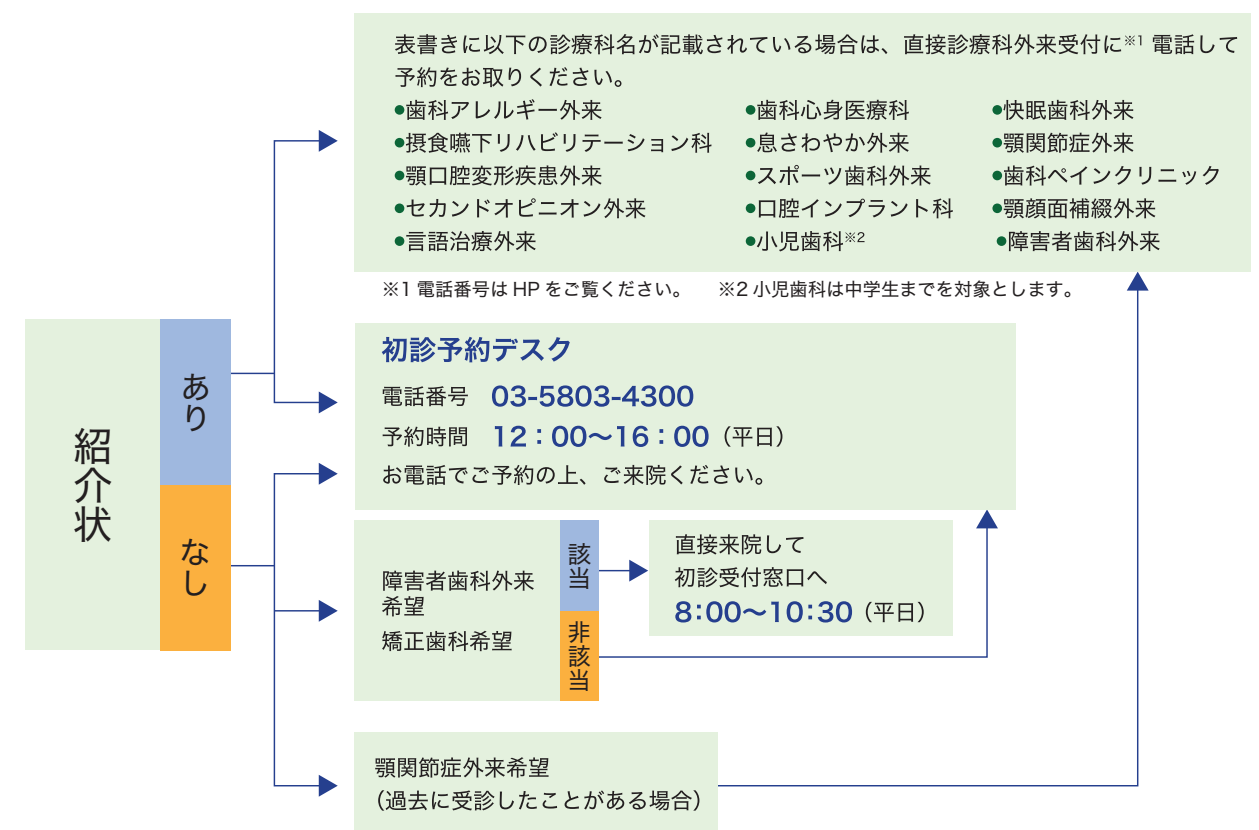 表書きに以下の診療科名が記載されている場合は、直接診療科外来受付に※1 電話して
予約をお取りください。
●歯科アレルギー外来 ●歯科心身医療科 ●快眠歯科外来
●摂食嚥下リハビリテーション科 ●息さわやか外来 ●顎関節症外来
●顎口腔変形疾患外来 ●スポーツ歯科外来 ●歯科ペインクリニック
●セカンドオピニオン外来 ●口腔インプラント科 ●顎顔面補綴外来
●言語治療外来 ●小児歯科※2 ●障害者歯科外来
※1 電話番号は HP をご覧ください。 ※2 小児歯科は中学生までを対象とします。
紹介状
あり
なし
初診予約デスク
電話番号 03-5803-4300
予約時間 12：00〜16：00（平日）
お電話でご予約の上、ご来院ください。
障害者歯科外来
希望
矯正歯科希望
該当
非該当
直接来院して
初診受付窓口へ
8:00〜10:30（平日）
顎関節症外来希望
（過去に受診したことがある場合）